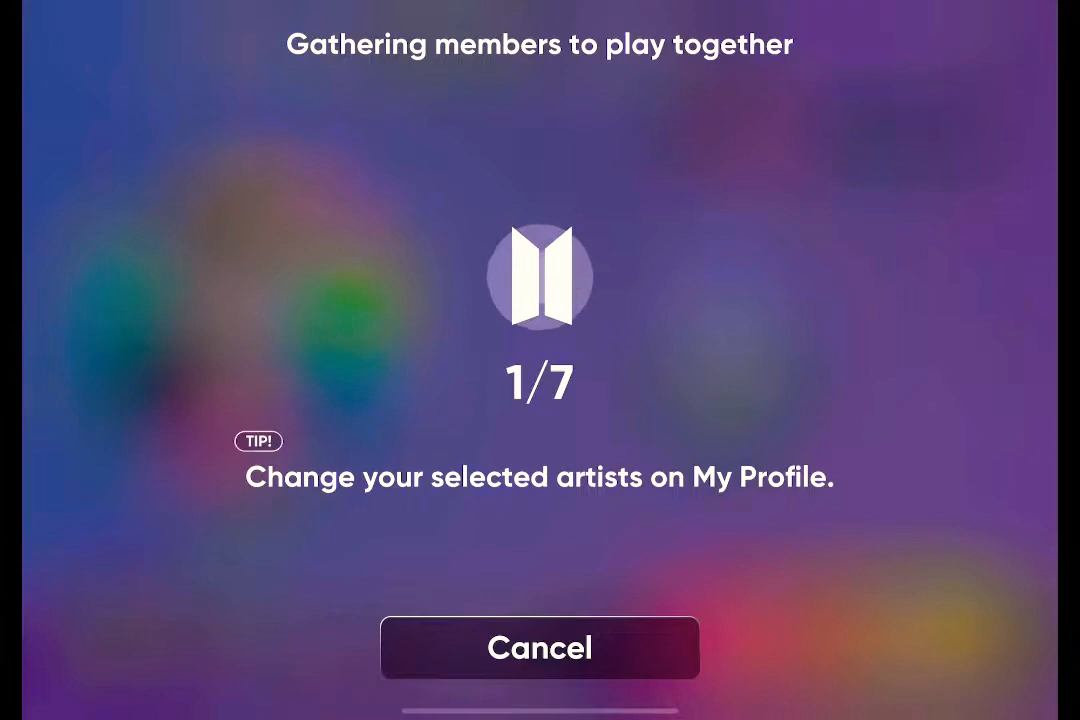 Gathering members to play together
1/7
TIP!
Change your selected artists on My Profile.
Cancel